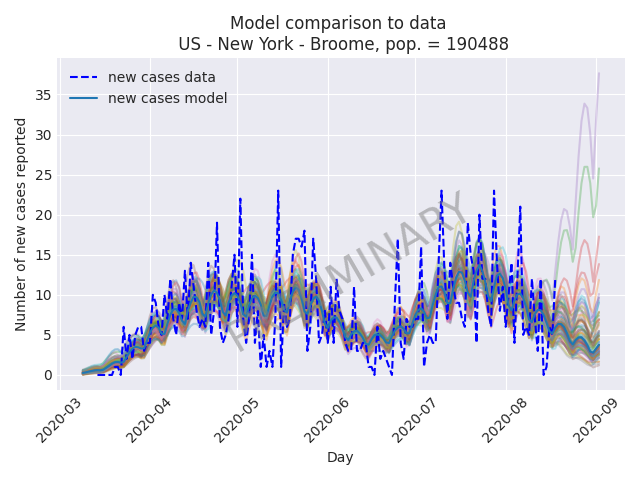 Model comparison to data
US - New York - Broome, pop. = 190488
new cases data
new cases model
Number of new cases reported
35
30
25
20
15
10
5
0
2020-03
2020-04
2020-05
2020-06
2020-07
2020-08
2020-09
Day